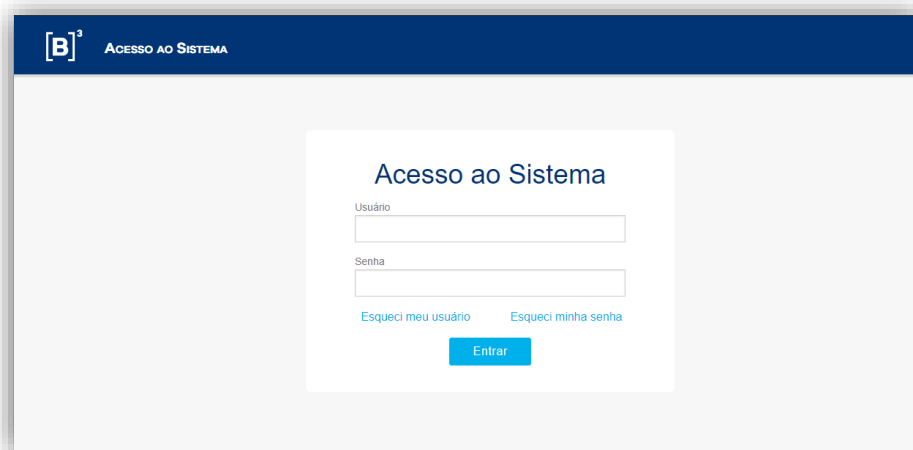 [B]³ Acesso ao Sistema
Acesso ao Sistema
Usuário
Senha
Esqueci meu usuário Esqueci minha senha
Entrar